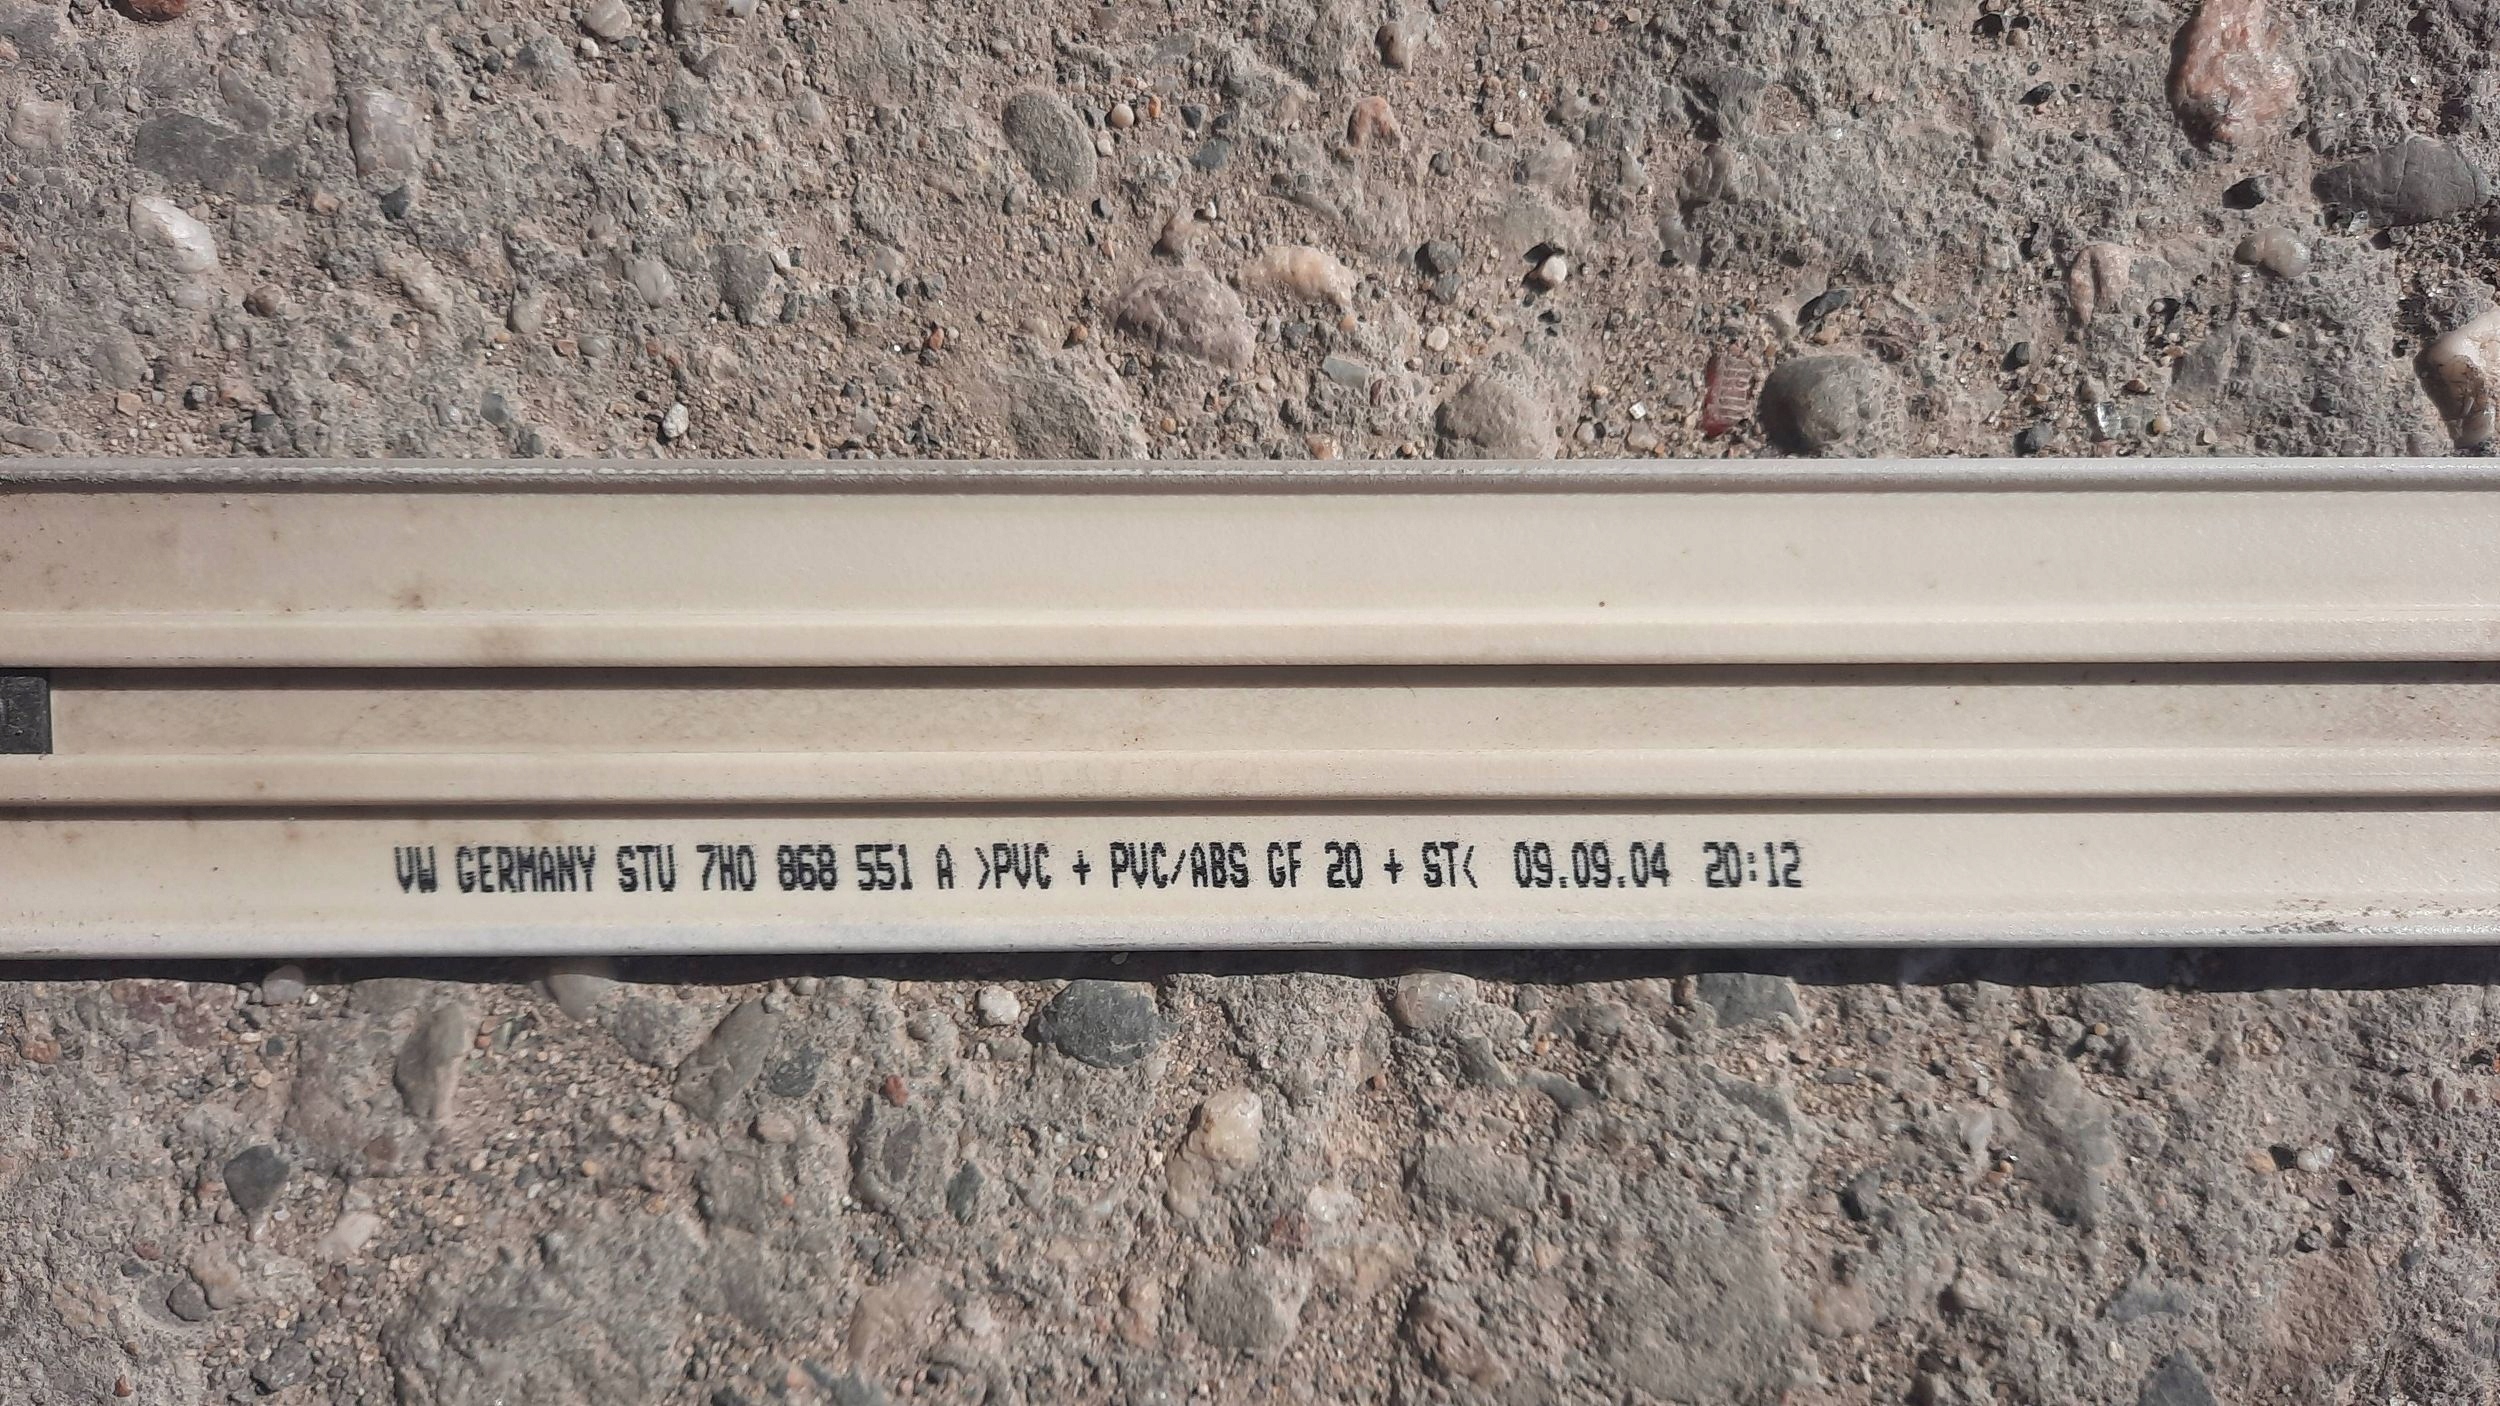 VW GERMANY STU 7H0 868 551 A >PVC + PVC/ABS GF 20 + ST< 09.09.04 20:12